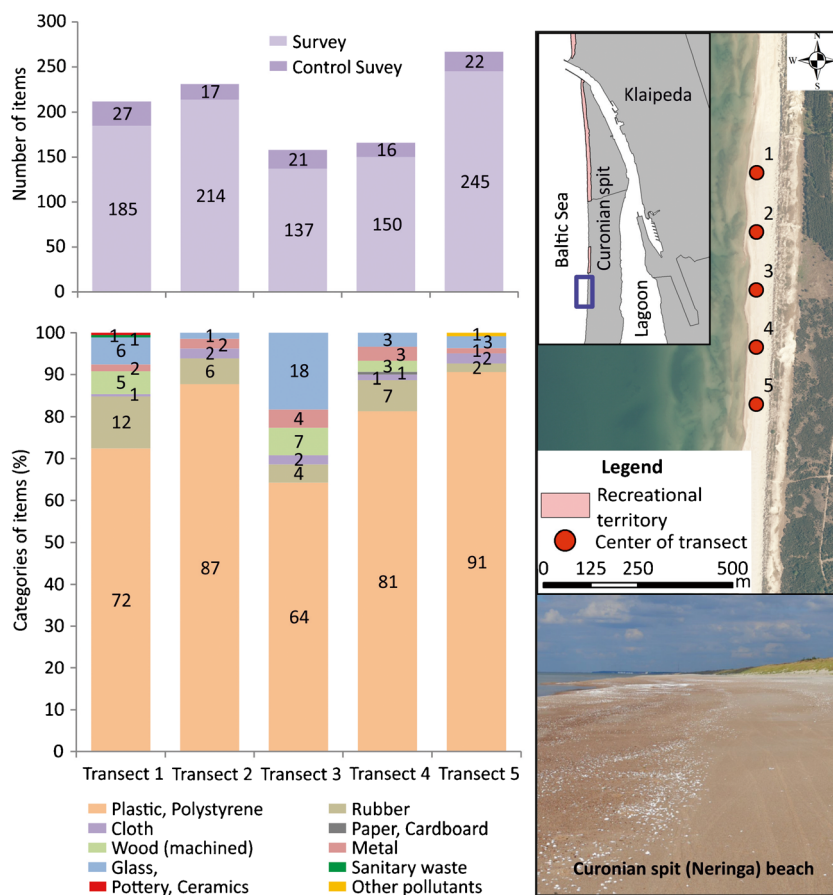 300
250
200
150
100
50
0
Number of items
Survey
Control Suvey
27
185
17
214
21
137
16
150
22
245
100
90
80
70
60
50
40
30
20
10
0
Categories of items (%)
1
1
6
2
5
1
12
72
1
2
2
6
87
18
4
7
2
4
64
3
3
3
1
1
7
81
1
3
1
2
2
91
Transect 1
Transect 2
Transect 3
Transect 4
Transect 5
Plastic, Polystyrene
Rubber
Cloth
Paper, Cardboard
Wood (machined)
Metal
Glass,
Sanitary waste
Pottery, Ceramics
Other pollutants
Klaipeda
Baltic Sea
Curonian spit
Lagoon
N
W
E
S
1
2
3
4
5
Legend
Recreational
territory
Center of transect
0 125 250 500
m
Curonian spit (Neringa) beach